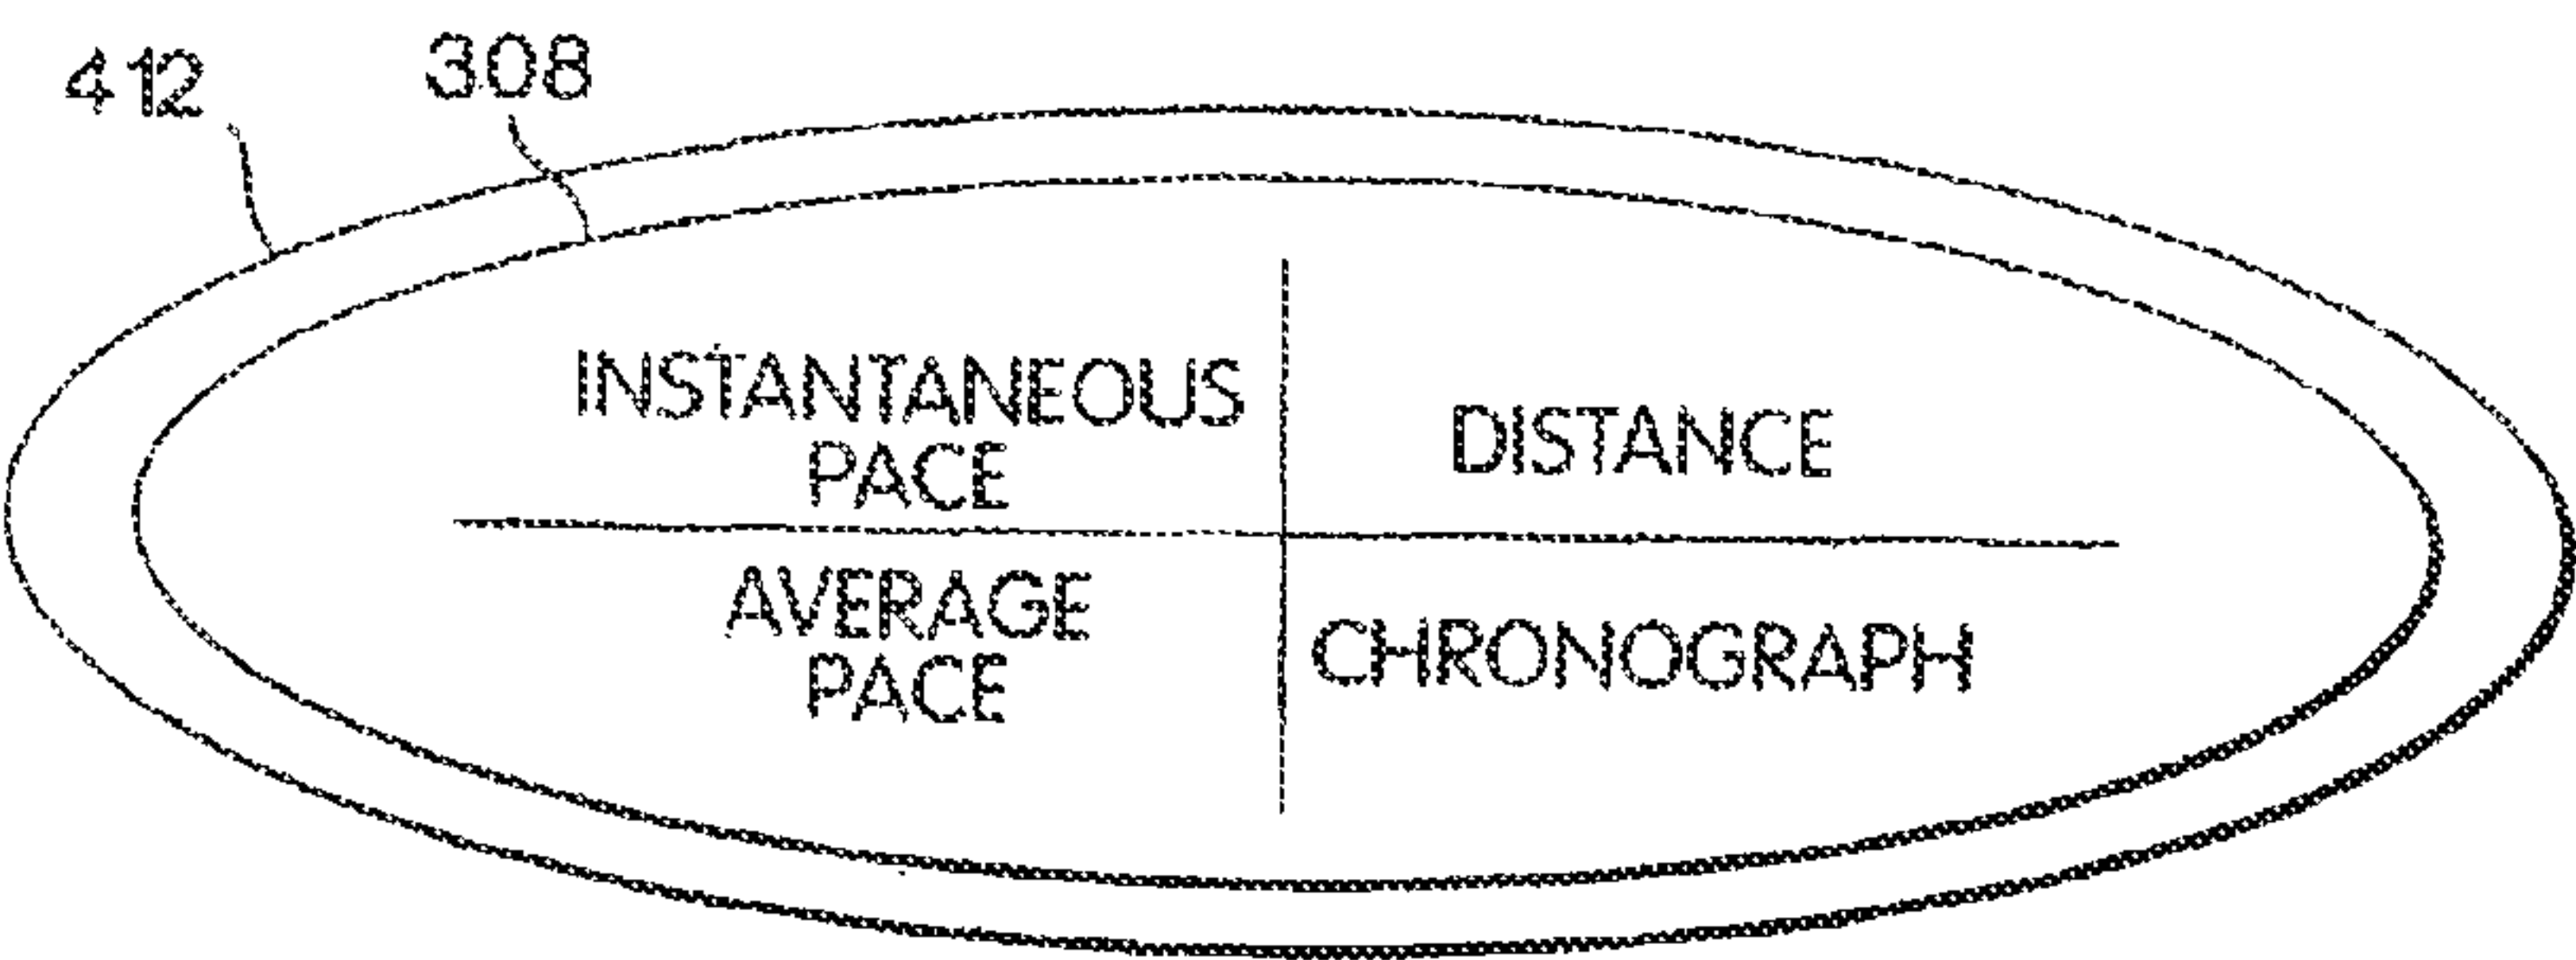 412
308
INSTANTANEOUS
PACE
DISTANCE
AVERAGE
PACE
CHRONOGRAPH